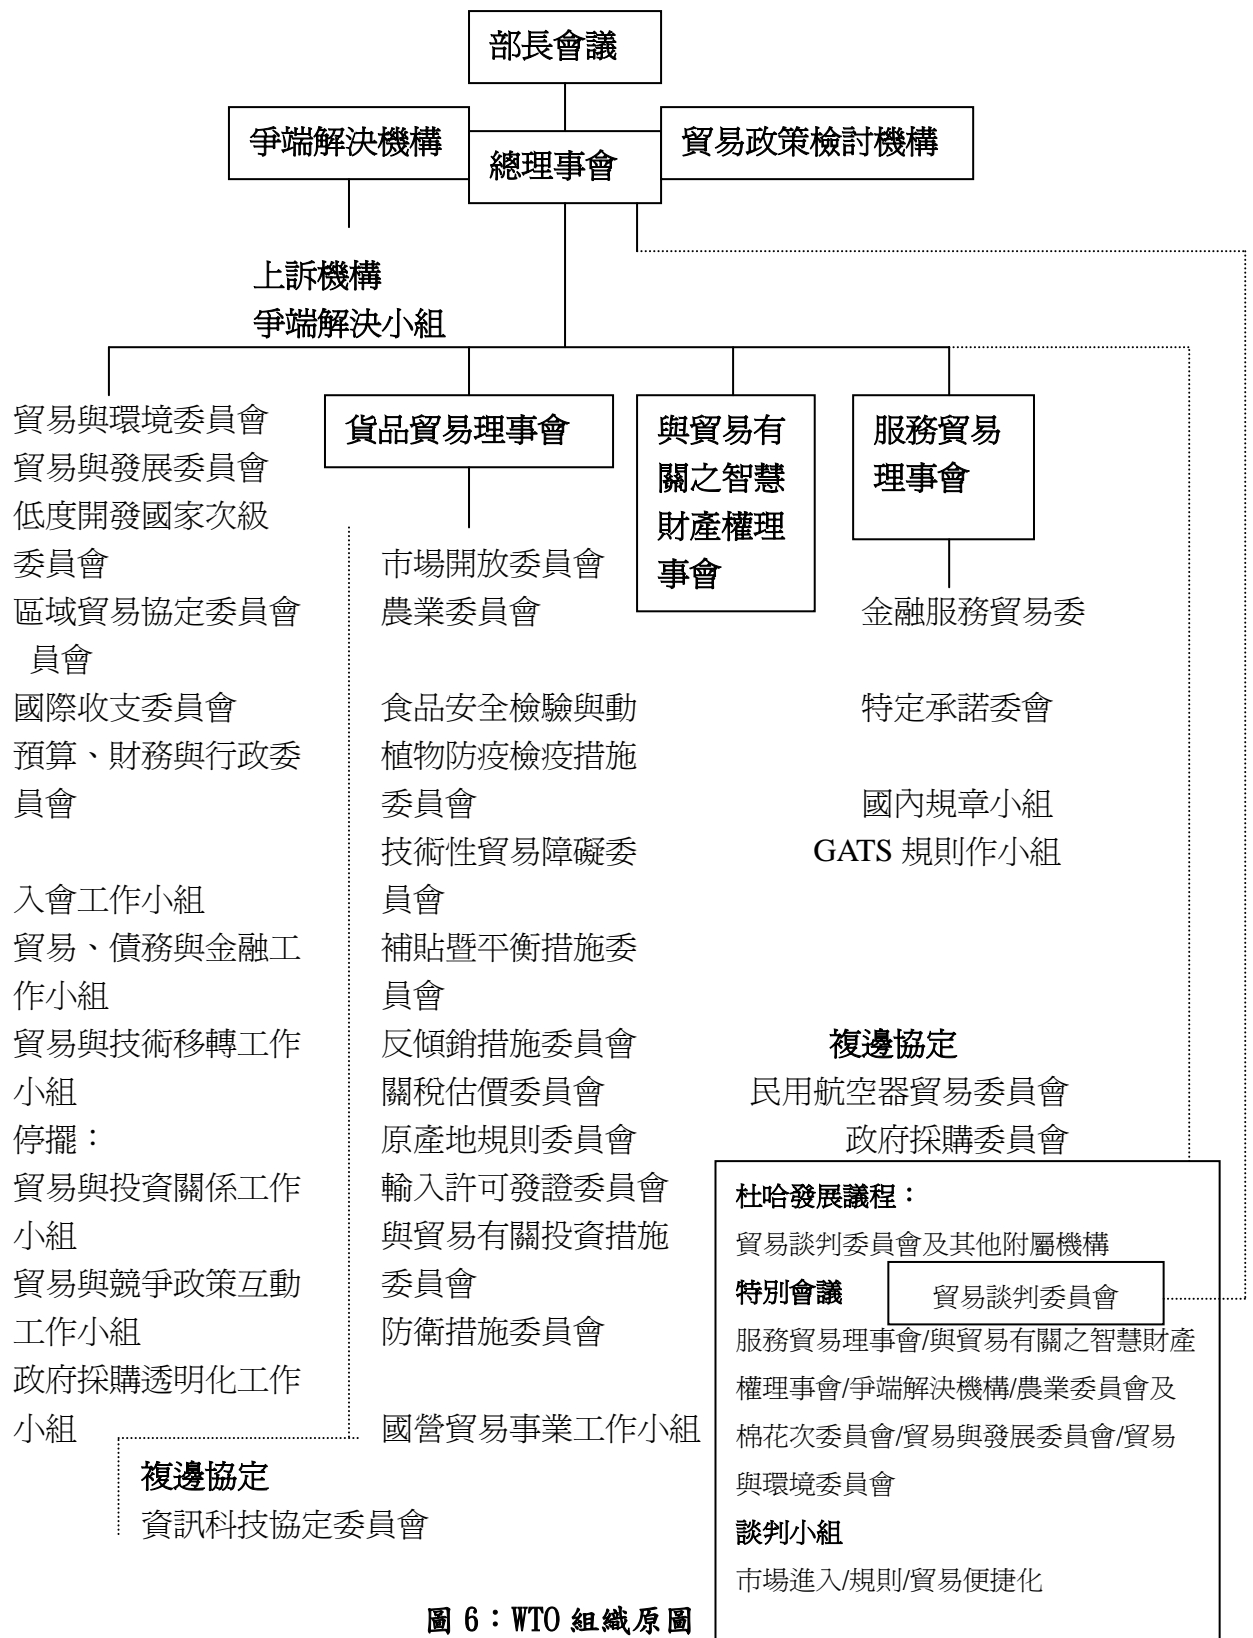 部長會議
爭端解決機構
總理事會
貿易政策檢討機構
上訴機構
爭端解決小組
貿易與環境委員會
貿易與發展委員會
低度開發國家次級
委員會
區域貿易協定委員會
員會
國際收支委員會
預算、財務與行政委
員會
入會工作小組
貿易、債務與金融工
作小組
貿易與技術移轉工作
小組
停擺：
貿易與投資關係工作
小組
貿易與競爭政策互動
工作小組
政府採購透明化工作
小組
貨品貿易理事會
市場開放委員會
農業委員會
食品安全檢驗與動
植物防疫檢疫措施
委員會
技術性貿易障礙委
員會
補貼暨平衡措施委
員會
反傾銷措施委員會
關稅估價委員會
原產地規則委員會
輸入許可發證委員會
與貿易有關投資措施
委員會
防衛措施委員會
國營貿易事業工作小組
複邊協定
資訊科技協定委員會
與貿易有
關之智慧
財產權理
事會
服務貿易
理事會
金融服務貿易委
特定承諾委會
國內規章小組
GATS 規則作小組
複邊協定
民用航空器貿易委員會
政府採購委員會
杜哈發展議程：
貿易談判委員會及其他附屬機構
特別會議
貿易談判委員會
服務貿易理事會/與貿易有關之智慧財產
權理事會/爭端解決機構/農業委員會及
棉花次委員會/貿易與發展委員會/貿易
與環境委員會
談判小組
市場進入/規則/貿易便捷化
圖 6：WTO 組織原圖